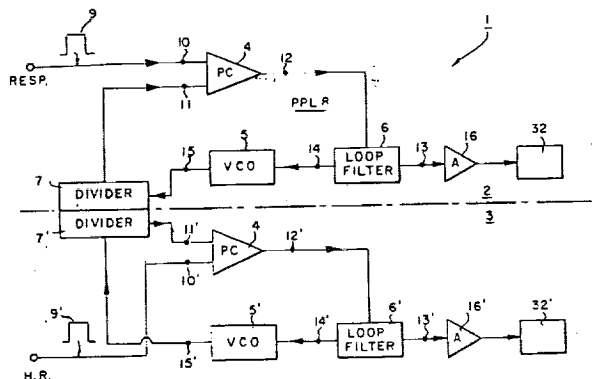 9
1
10
4
12
RESP.
PC
11
PPL 8
6
15
5
14
13
16
32
VCO
LOOP FILTER
A
7
DIVIDER
2
7'
DIVIDER
3
11'
4
12'
PC
10'
9'
5'
14'
6'
13'
16'
32'
VCO
LOOP FILTER
A
15'
H.R.